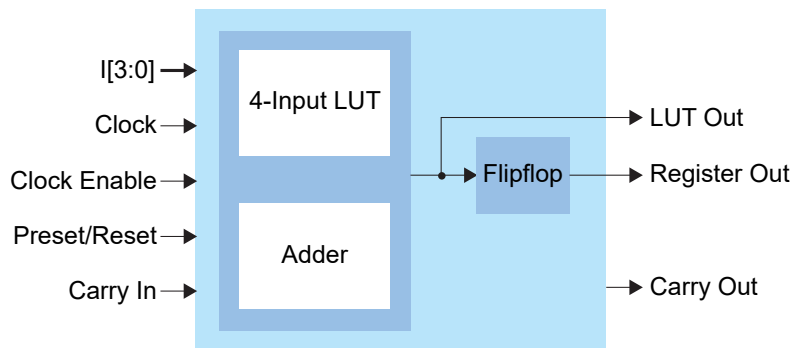 I[3:0]
Clock
Clock Enable
Preset/Reset
Carry In
4-Input LUT
Adder
Flipflop
LUT Out
Register Out
Carry Out